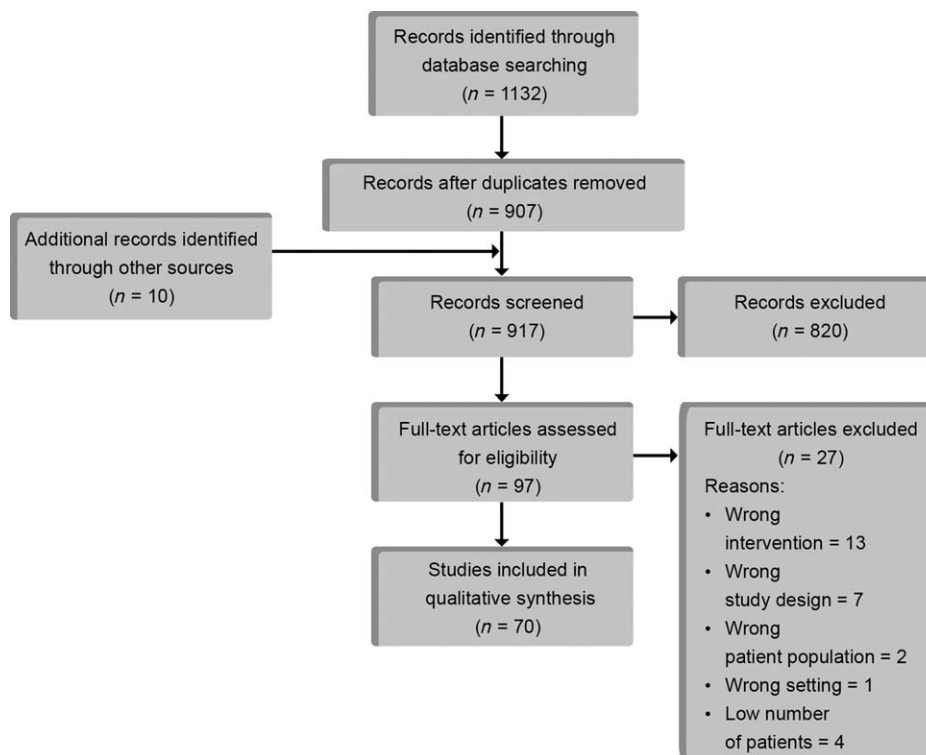 Records identified through
database searching
(n = 1132)
Records after duplicates removed
(n = 907)
Additional records identified
through other sources
(n = 10)
Records screened
(n = 917)
Records excluded
(n = 820)
Full-text articles assessed
for eligibility
(n = 97)
Full-text articles excluded
(n = 27)
Reasons:
• Wrong
intervention = 13
• Wrong
study design = 7
• Wrong
patient population = 2
• Wrong setting = 1
• Low number
of patients = 4
Studies included in
qualitative synthesis
(n = 70)